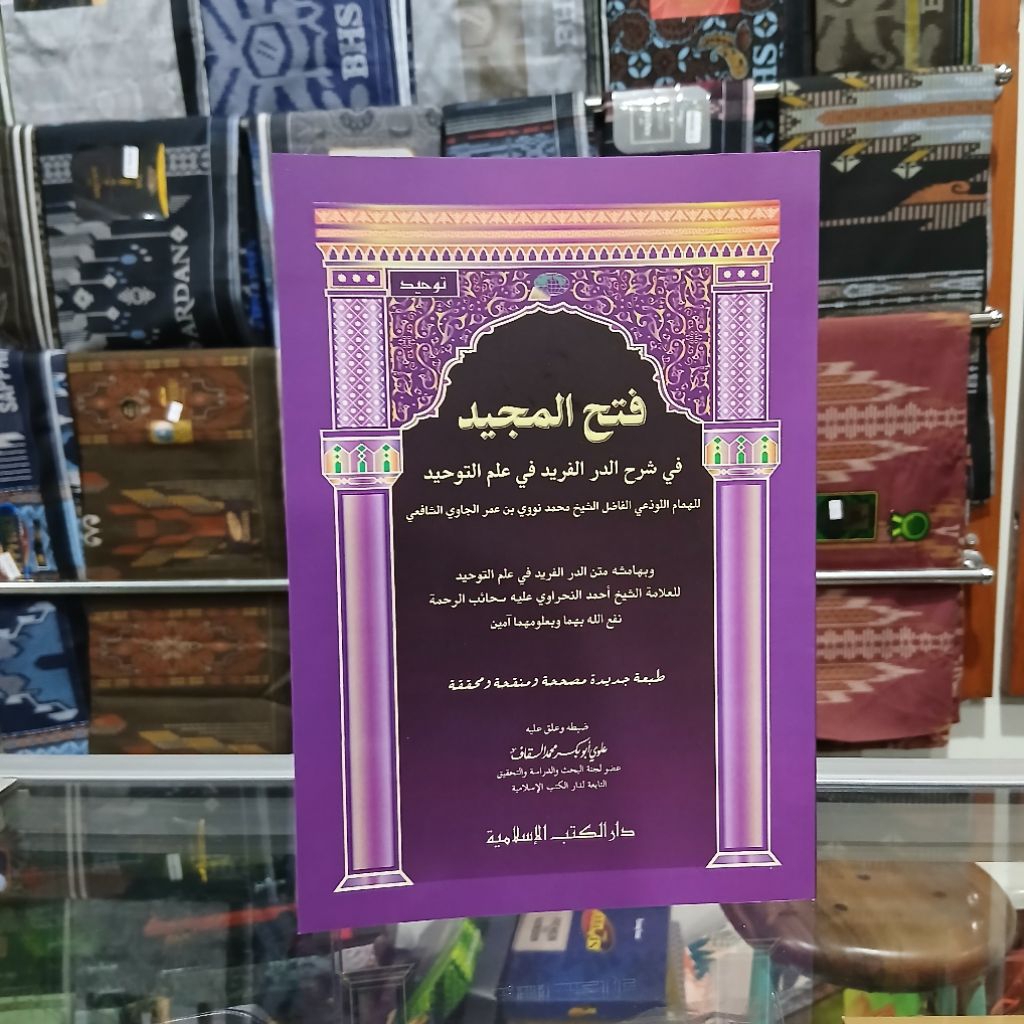 BHS
BHS
ARDAN
SAPPH
توحيد
فتح المجيد
في شرح الدر الفريد في علم التوحيد
للهمام اللوذعي الفاضل الشيخ محمد نووي بن عمر الجاوي الشافعي
وبهامشه متن الدر الفريد في علم التوحيد
للعلامة الشيخ أحمد النحراوي عليه سحائب الرحمة
نفع الله بهما وبعلومهما آمين
طبعة جديدة مصححة ومنقحة ومحققة
ضبطه وعلق عليه
علوي أبو بكر محمد السقاف
عضو لجنة البحث والدراسة والتحقيق
التابعة لدار الكتب الإسلامية
دار الكتب الإسلامية